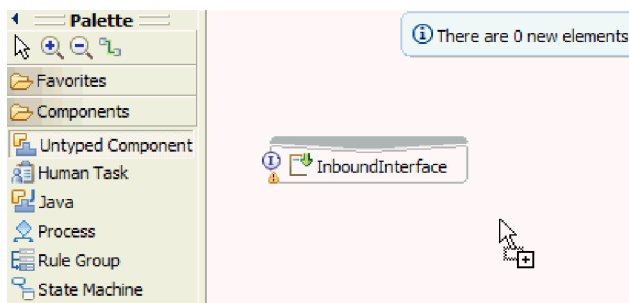 Palette
There are 0 new elements
Favorites
Components
Untyped Component
InboundInterface
Human Task
Java
Process
Rule Group
State Machine